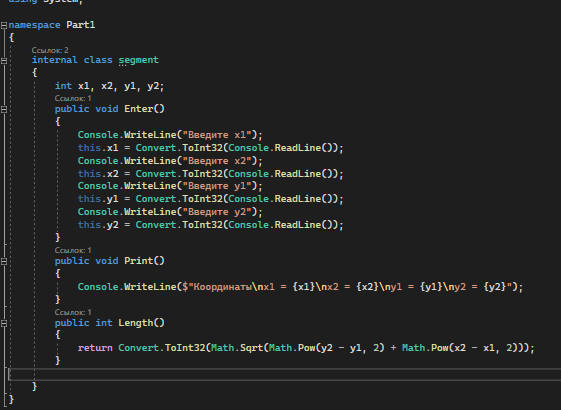 using System;
namespace Part1
{
Ссылок: 2
internal class segment
{
int x1, x2, y1, y2;
Ссылок: 1
public void Enter()
{
Console.WriteLine("Введите x1");
this.x1 = Convert.ToInt32(Console.ReadLine());
Console.WriteLine("Введите x2");
this.x2 = Convert.ToInt32(Console.ReadLine());
Console.WriteLine("Введите y1");
this.y1 = Convert.ToInt32(Console.ReadLine());
Console.WriteLine("Введите y2");
this.y2 = Convert.ToInt32(Console.ReadLine());
}
Ссылок: 1
public void Print()
{
Console.WriteLine($"Координаты\nx1 = {x1}\nx2 = {x2}\ny1 = {y1}\ny2 = {y2}");
}
Ссылок: 1
public int Length()
{
return Convert.ToInt32(Math.Sqrt(Math.Pow(y2 - y1, 2) + Math.Pow(x2 - x1, 2)));
}
}
}